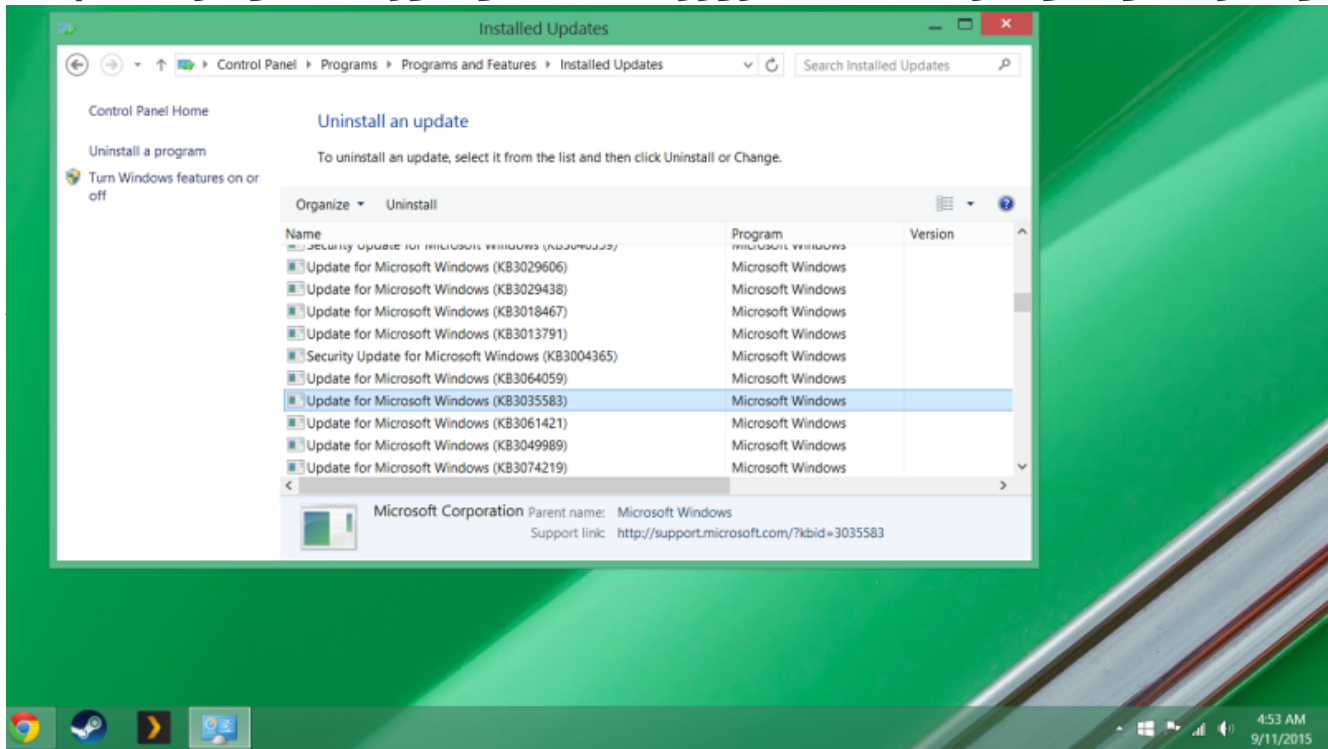 Installed Updates
Control Panel Programs Programs and Features Installed Updates
Search Installed Updates
Control Panel Home
Uninstall a program
Turn Windows features on or
off
Uninstall an update
To uninstall an update, select it from the list and then click Uninstall or Change.
Organize Uninstall
Name Program Version
Security Update for Microsoft Windows Microsoft Windows
Update for Microsoft Windows (KB3029606) Microsoft Windows
Update for Microsoft Windows (KB3029438) Microsoft Windows
Update for Microsoft Windows (KB3018467) Microsoft Windows
Update for Microsoft Windows (KB3013791) Microsoft Windows
Security Update for Microsoft Windows (KB3004365) Microsoft Windows
Update for Microsoft Windows (KB3064059) Microsoft Windows
Update for Microsoft Windows (KB3035583) Microsoft Windows
Update for Microsoft Windows (KB3061421) Microsoft Windows
Update for Microsoft Windows (KB3049989) Microsoft Windows
Update for Microsoft Windows (KB3074219) Microsoft Windows
Microsoft Corporation Parent name: Microsoft Windows
Support link: http://support.microsoft.com/?kbid=3035583
4:53 AM
9/11/2015